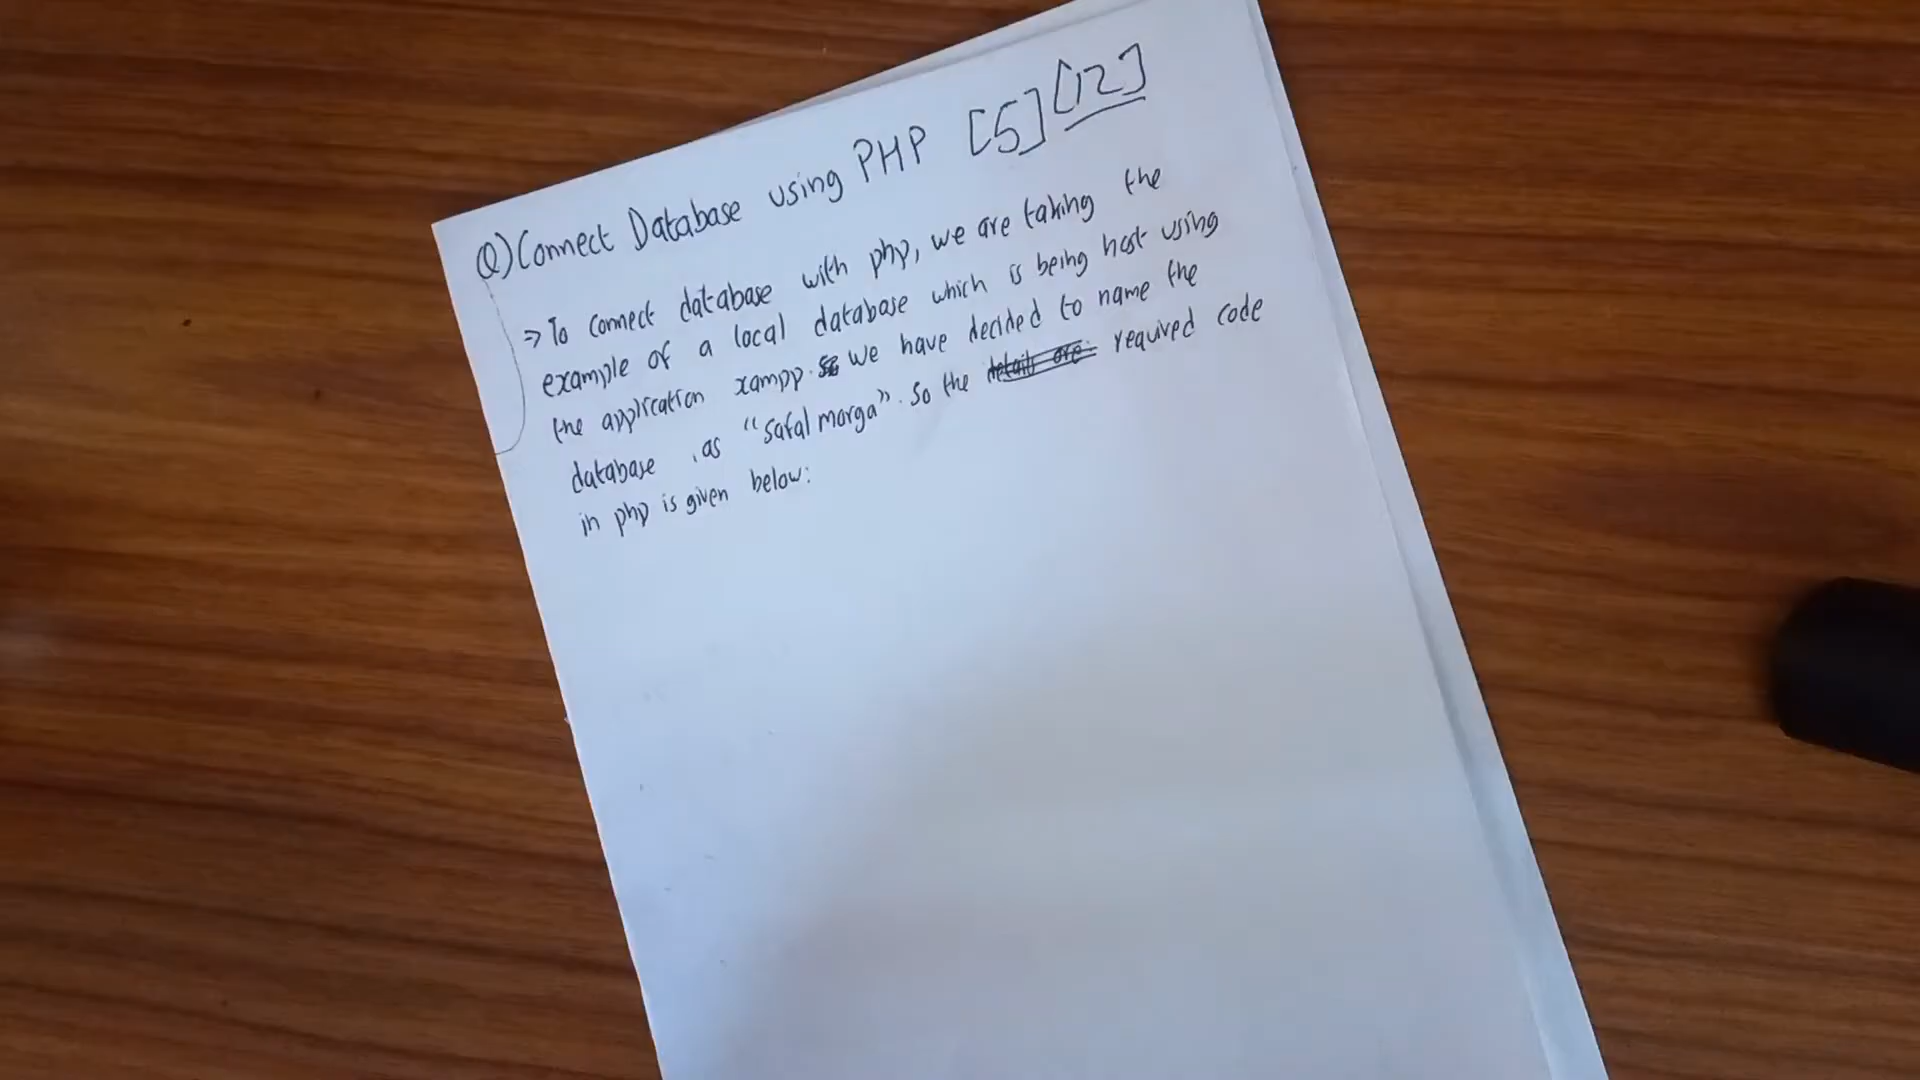 Q) Connect Database using PHP [5] [12]
⇒ To connect database with php, we are taking the
example of a local database which is being host using
the application xampp. We have decided to name the
database as "safal marga". So the required code
in php is given below: